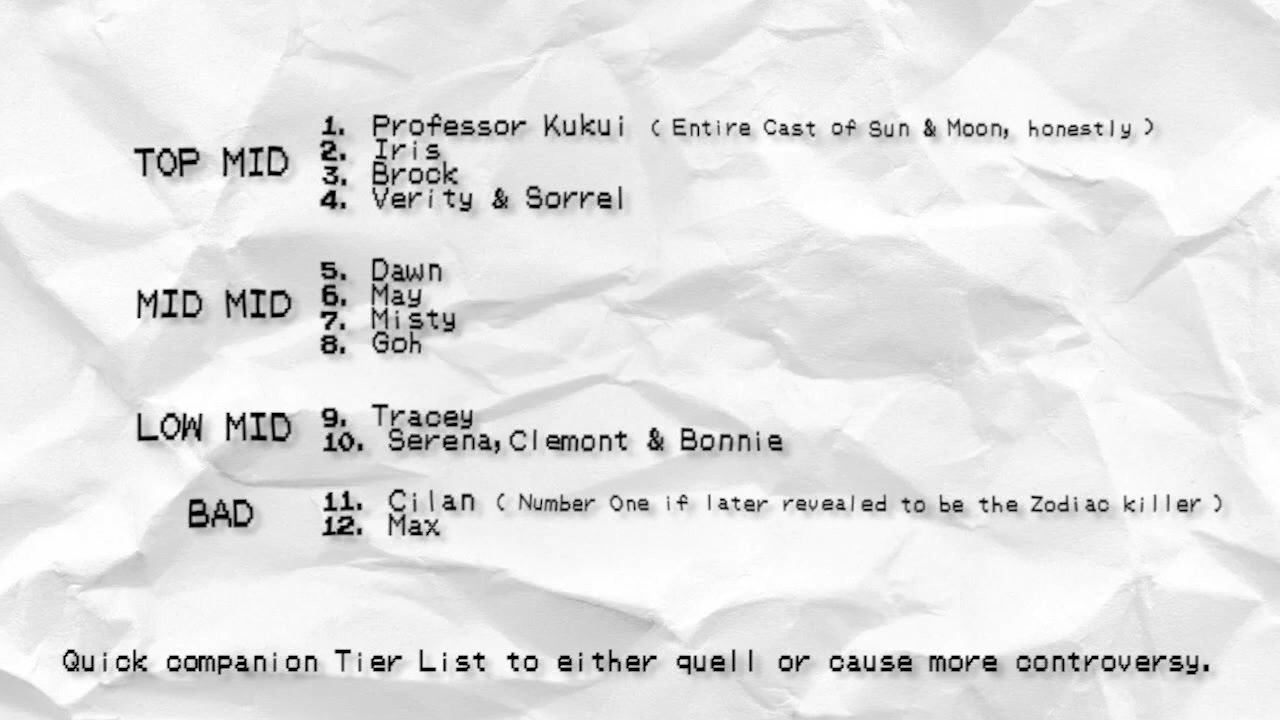 TOP MID
1. Professor Kukui ( Entire Cast of Sun & Moon, honestly )
2. Iris
3. Brock
4. Verity & Sorrel
MID MID
5. Dawn
6. May
7. Misty
8. Goh
LOW MID
9. Tracey
10. Serena, Clemont & Bonnie
BAD
11. Cilan ( Number One if later revealed to be the Zodiac killer )
12. Max
Quick companion Tier List to either quell or cause more controversy.